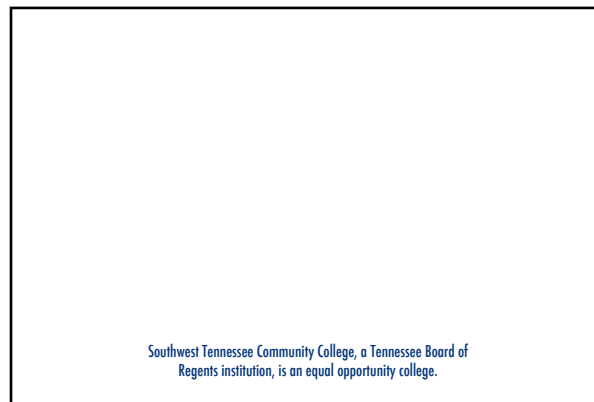 Southwest Tennessee Community College, a Tennessee Board of
Regents institution, is an equal opportunity college.